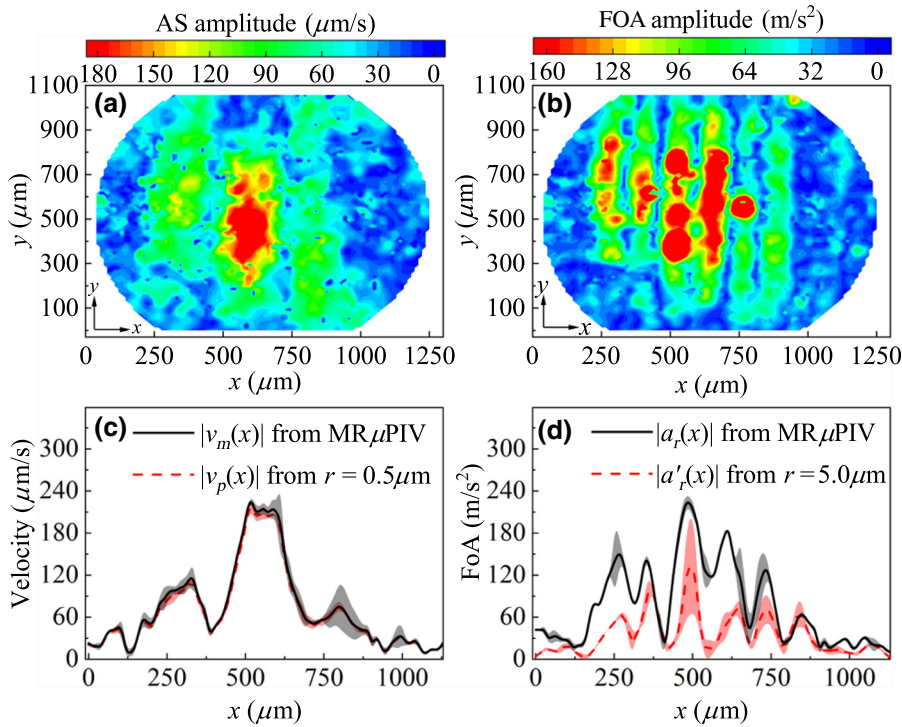 AS amplitude (μm/s)
180 150 120 90 60 30 0
FOA amplitude (m/s²)
160 128 96 64 32 0
(a)
1100
900
700
500
300
100
y (μm)
y
x
0 250 500 750 1000 1300
x (μm)
(b)
1100
900
700
500
300
100
y (μm)
y
x
0 250 500 750 1000 1300
x (μm)
(c)
|vₘ(x)| from MRμPIV
|vₚ(x)| from r = 0.5μm
300
240
180
120
60
0
Velocity (μm/s)
0 250 500 750 1000
x (μm)
(d)
|aᵣ(x)| from MRμPIV
|a'ᵣ(x)| from r = 5.0μm
300
240
180
120
60
0
FoA (m/s²)
0 250 500 750 1000
x (μm)